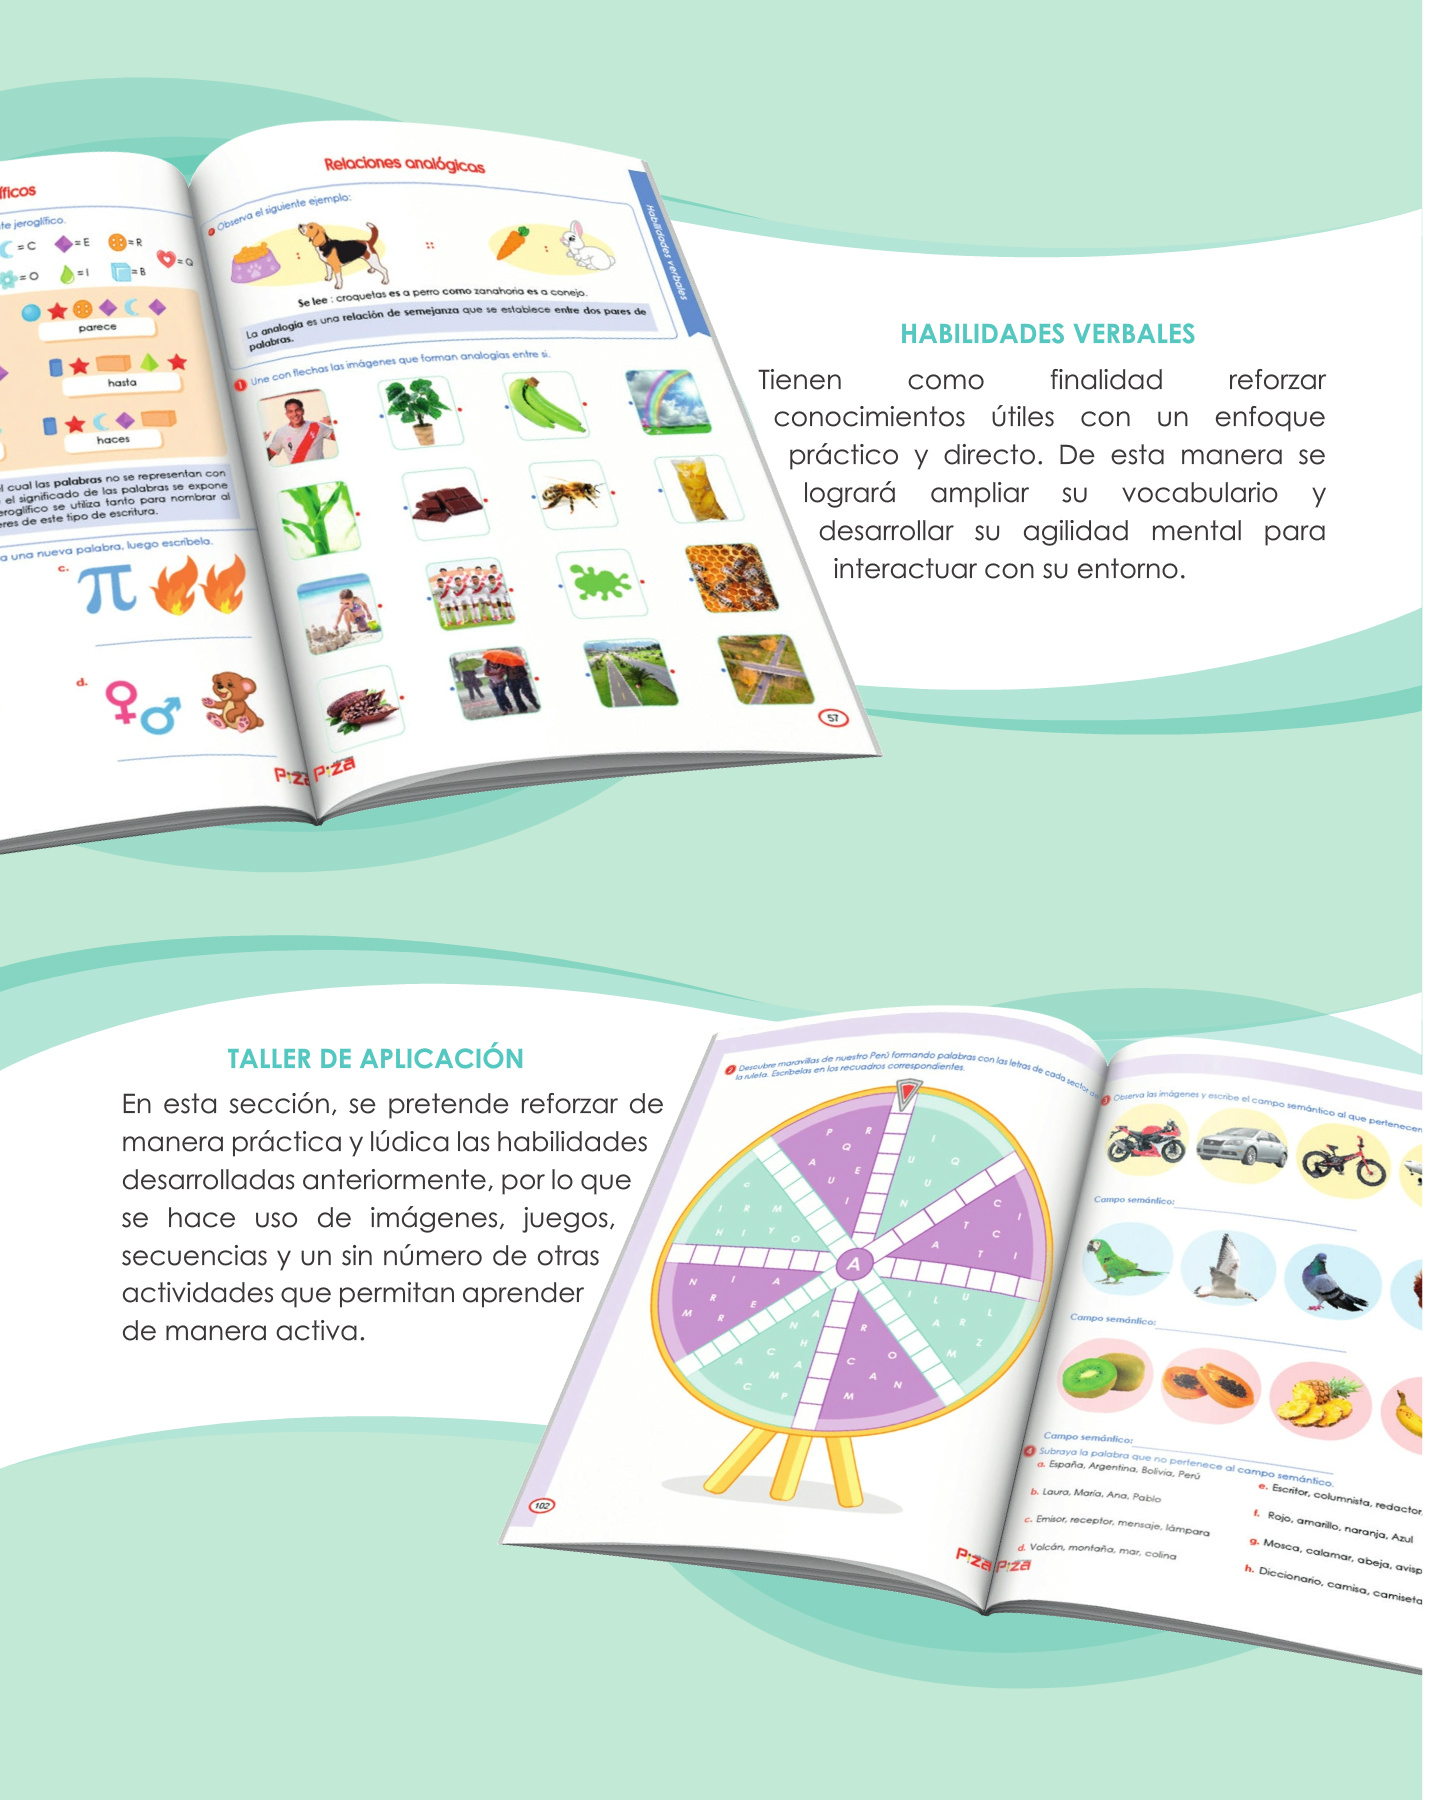 íficos
te jeroglífico.
= C
= E
= R
= Q
= O
= I
= B
parece
hasta
haces
l cual las palabras no se representan con
el significado de las palabras se expone
eroglífico se utiliza tanto para nombrar al
eres de este tipo de escritura.
a una nueva palabra, luego escríbela.
c.
π
d.
Piza
Relaciones analógicas
Observa el siguiente ejemplo:
:
::
:
Se lee : croquetas es a perro como zanahoria es a conejo.
La analogía es una relación de semejanza que se establece entre dos pares de
palabras.
Habilidades verbales
1 Une con flechas las imágenes que forman analogías entre sí.
57
Piza
HABILIDADES VERBALES
Tienen como finalidad reforzar
conocimientos útiles con un enfoque
práctico y directo. De esta manera se
logrará ampliar su vocabulario y
desarrollar su agilidad mental para
interactuar con su entorno.
TALLER DE APLICACIÓN
En esta sección, se pretende reforzar de
manera práctica y lúdica las habilidades
desarrolladas anteriormente, por lo que
se hace uso de imágenes, juegos,
secuencias y un sin número de otras
actividades que permitan aprender
de manera activa.
2 Descubre maravillas de nuestro Perú formando palabras con las letras de cada sector
la ruleta. Escríbelas en los recuadros correspondientes.
P R Q A E U I
I U Q U N
C I T C A T I
I L U L A R Z M
R O C A N M
N A H C A A M C P
N I A R E M R
C I R M H L Y O
A
102
Piza
3 Observa las imágenes y escribe el campo semántico al que pertenecen
Campo semántico:
Campo semántico:
Campo semántico:
4 Subraya la palabra que no pertenece al campo semántico.
a. España, Argentina, Bolivia, Perú
b. Laura, María, Ana, Pablo
c. Emisor, receptor, mensaje, lámpara
d. Volcán, montaña, mar, colina
e. Escritor, columnista, redactor,
f. Rojo, amarillo, naranja, Azul
g. Mosca, calamar, abeja, avisp
h. Diccionario, camisa, camiseta
Piza